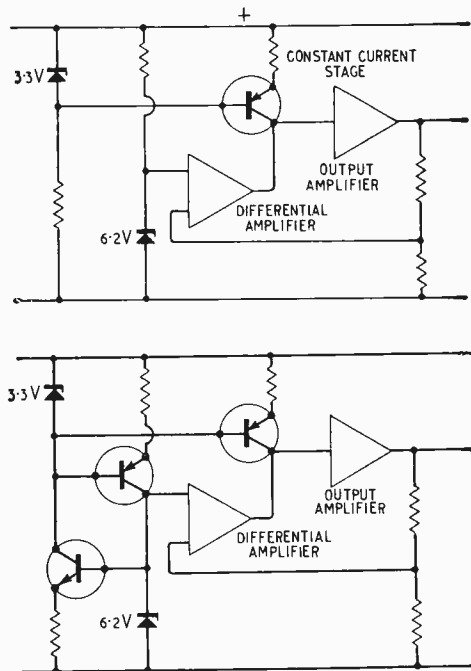 +
3·3V
CONSTANT CURRENT
STAGE
OUTPUT
AMPLIFIER
DIFFERENTIAL
AMPLIFIER
6·2V
3·3V
OUTPUT
AMPLIFIER
DIFFERENTIAL
AMPLIFIER
6·2V